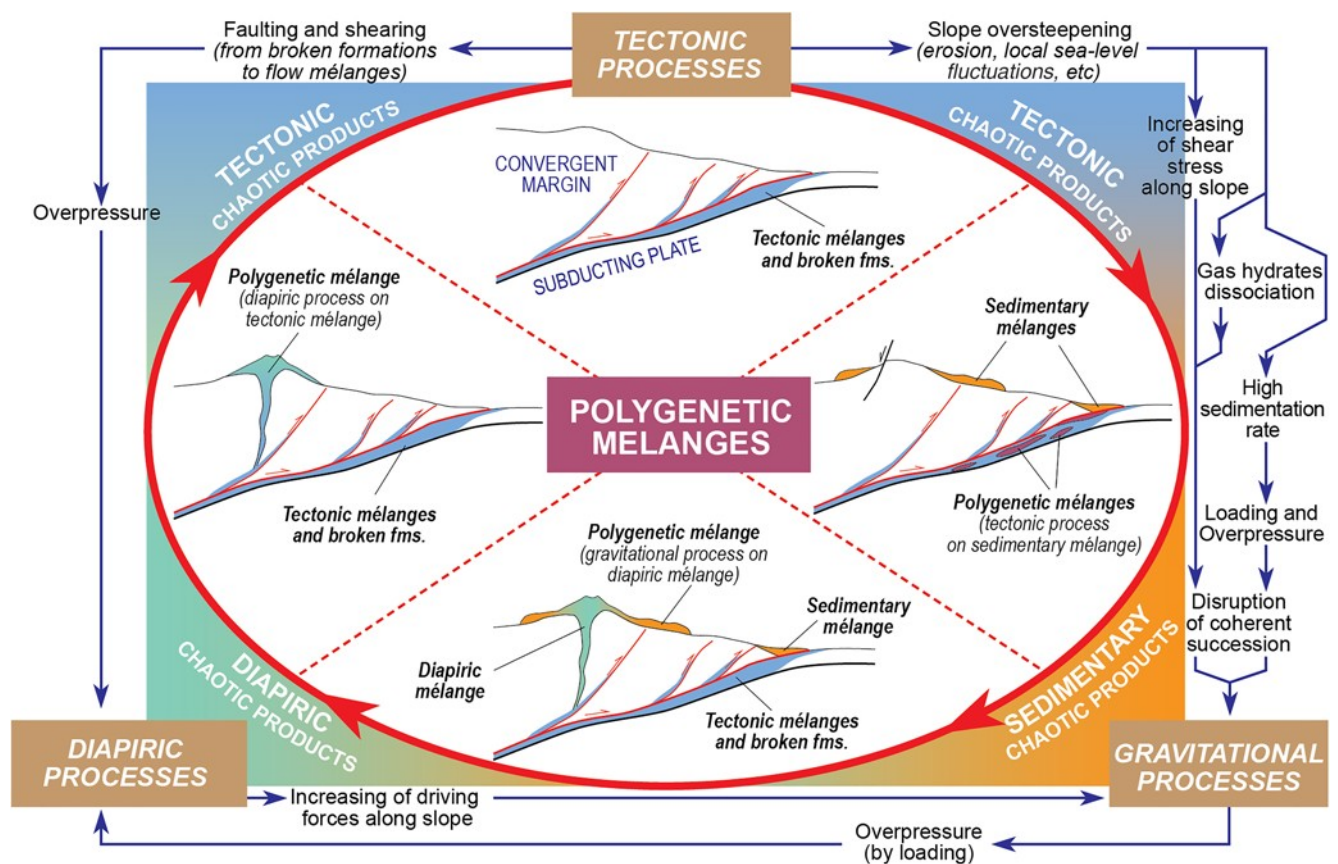 Faulting and shearing
(from broken formations
to flow mélanges)
TECTONIC
PROCESSES
Slope oversteepening
(erosion, local sea-level
fluctuations, etc)
TECTONIC
CHAOTIC PRODUCTS
TECTONIC
CHAOTIC PRODUCTS
Increasing
of shear
stress
along slope
Overpressure
CONVERGENT
MARGIN
SUBDUCTING PLATE
Tectonic mélanges
and broken fms.
Gas hydrates
dissociation
Polygenetic mélange
(diapiric process on
tectonic mélange)
Tectonic mélanges
and broken fms.
POLYGENETIC
MELANGES
Sedimentary
mélanges
Polygenetic mélanges
(tectonic process
on sedimentary mélange)
High
sedimentation
rate
Loading and
Overpressure
Polygenetic mélange
(gravitational process on
diapiric mélange)
Sedimentary
mélange
Diapiric
mélange
Tectonic mélanges
and broken fms.
Disruption
of coherent
succession
DIAPIRIC
CHAOTIC PRODUCTS
SEDIMENTARY
CHAOTIC PRODUCTS
DIAPIRIC
PROCESSES
Increasing of driving
forces along slope
GRAVITATIONAL
PROCESSES
Overpressure
(by loading)